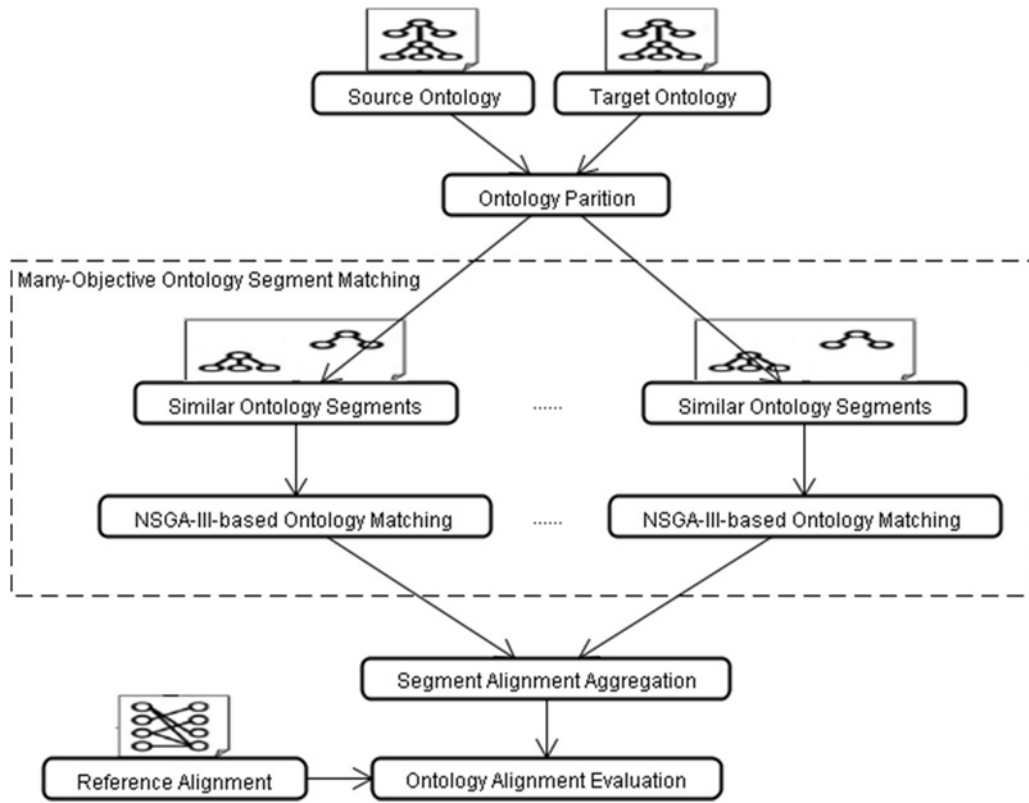 Source Ontology
Target Ontology
Ontology Parition
Many-Objective Ontology Segment Matching
Similar Ontology Segments
......
Similar Ontology Segments
NSGA-III-based Ontology Matching
......
NSGA-III-based Ontology Matching
Segment Alignment Aggregation
Reference Alignment
Ontology Alignment Evaluation